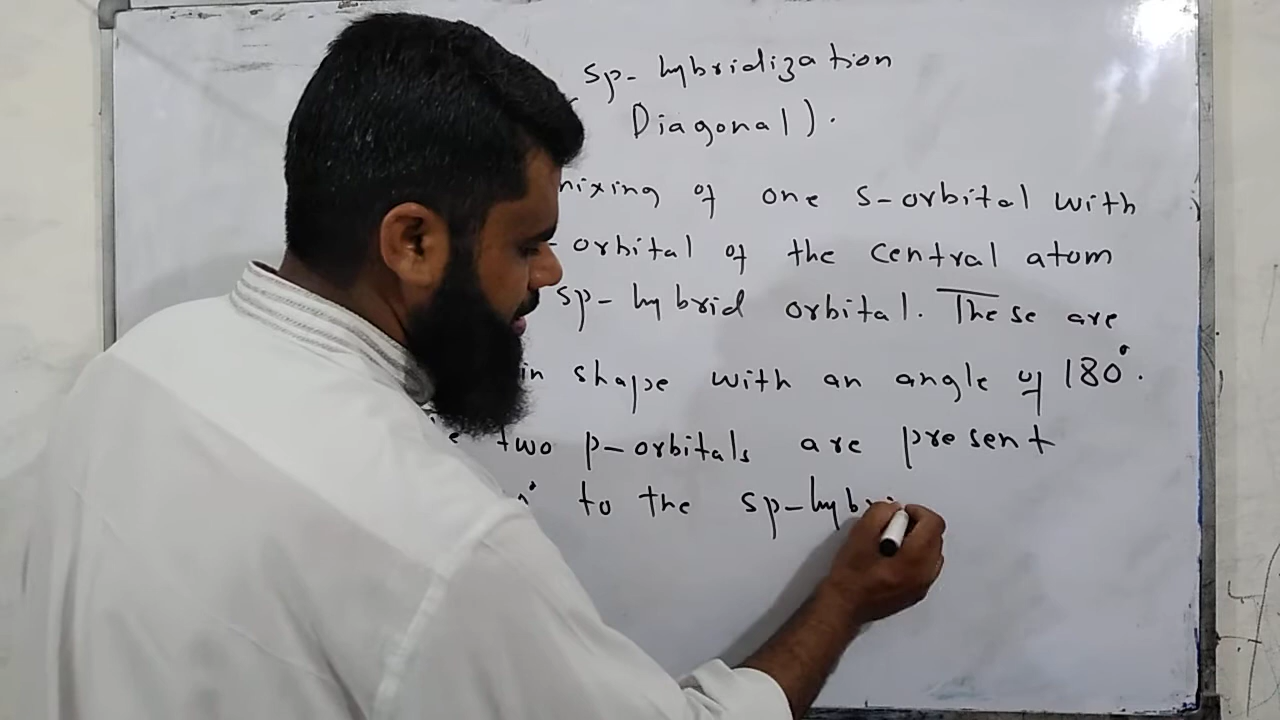 sp-hybridization
Diagonal).
mixing of one s-orbital with
-orbital of the central atom
sp-hybrid orbital. These are
in shape with an angle of 180°.
two p-orbitals are present
to the sp-hyb